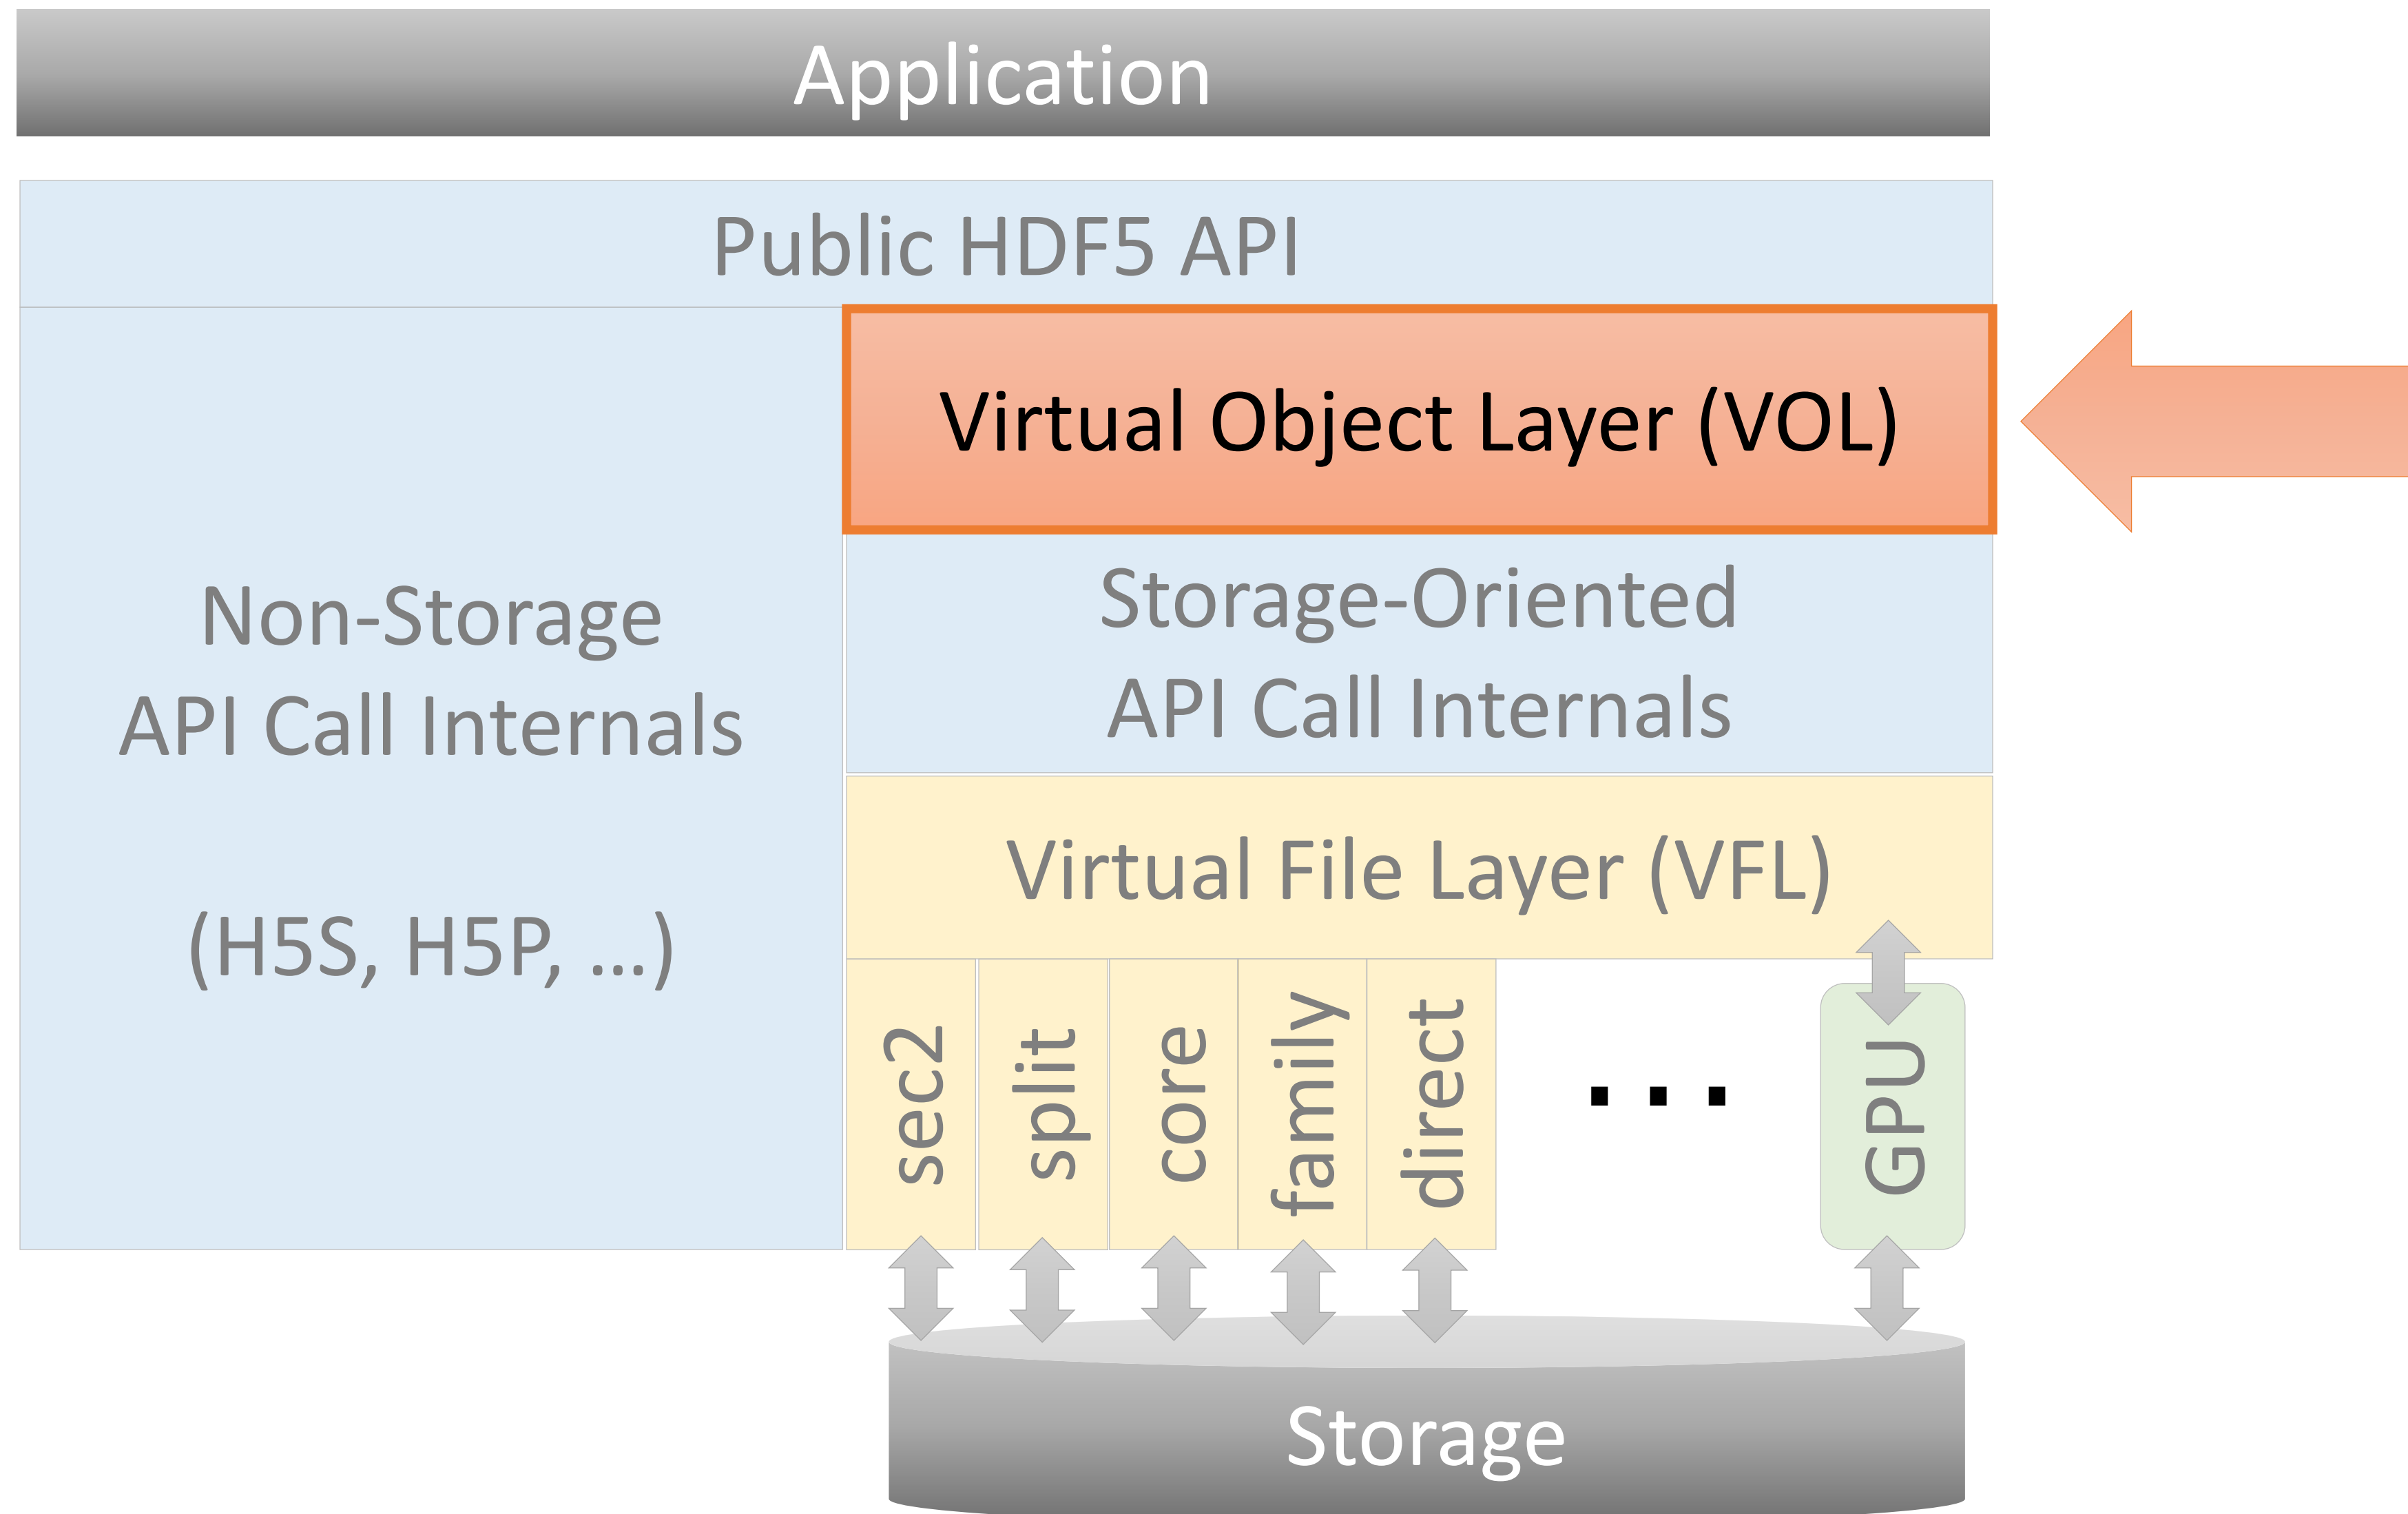 Application
Public HDF5 API
Virtual Object Layer (VOL)
Non-Storage
API Call Internals
(H5S, H5P, ...)
Storage-Oriented
API Call Internals
Virtual File Layer (VFL)
sec2
split
core
family
direct
...
GPU
Storage